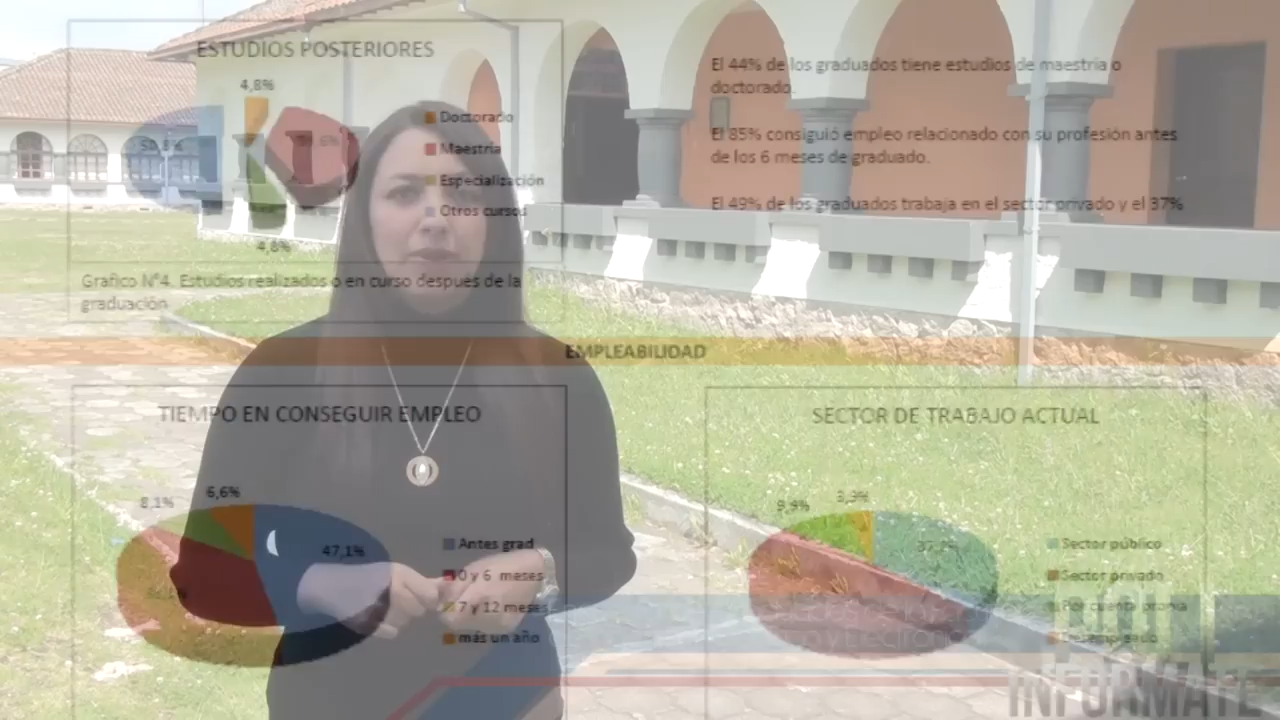 ESTUDIOS POSTERIORES
4,8%
Doctorado
Maestría
Especialización
Otros cursos
4,8%
Grafico N°4. Estudios realizados o en curso después de la
graduación
El 44% de los graduados tiene estudios de maestría o
doctorado.
El 85% consiguió empleo relacionado con su profesión antes
de los 6 meses de graduado.
El 49% de los graduados trabaja en el sector privado y el 37%
EMPLEABILIDAD
TIEMPO EN CONSEGUIR EMPLEO
8,1%
6,6%
47,1%
Antes grad
0 y 6 meses
7 y 12 meses
más un año
SECTOR DE TRABAJO ACTUAL
9,9%
3,3%
Sector público
Sector privado
Por cuenta propia
Desempleado
INFÓRMATE